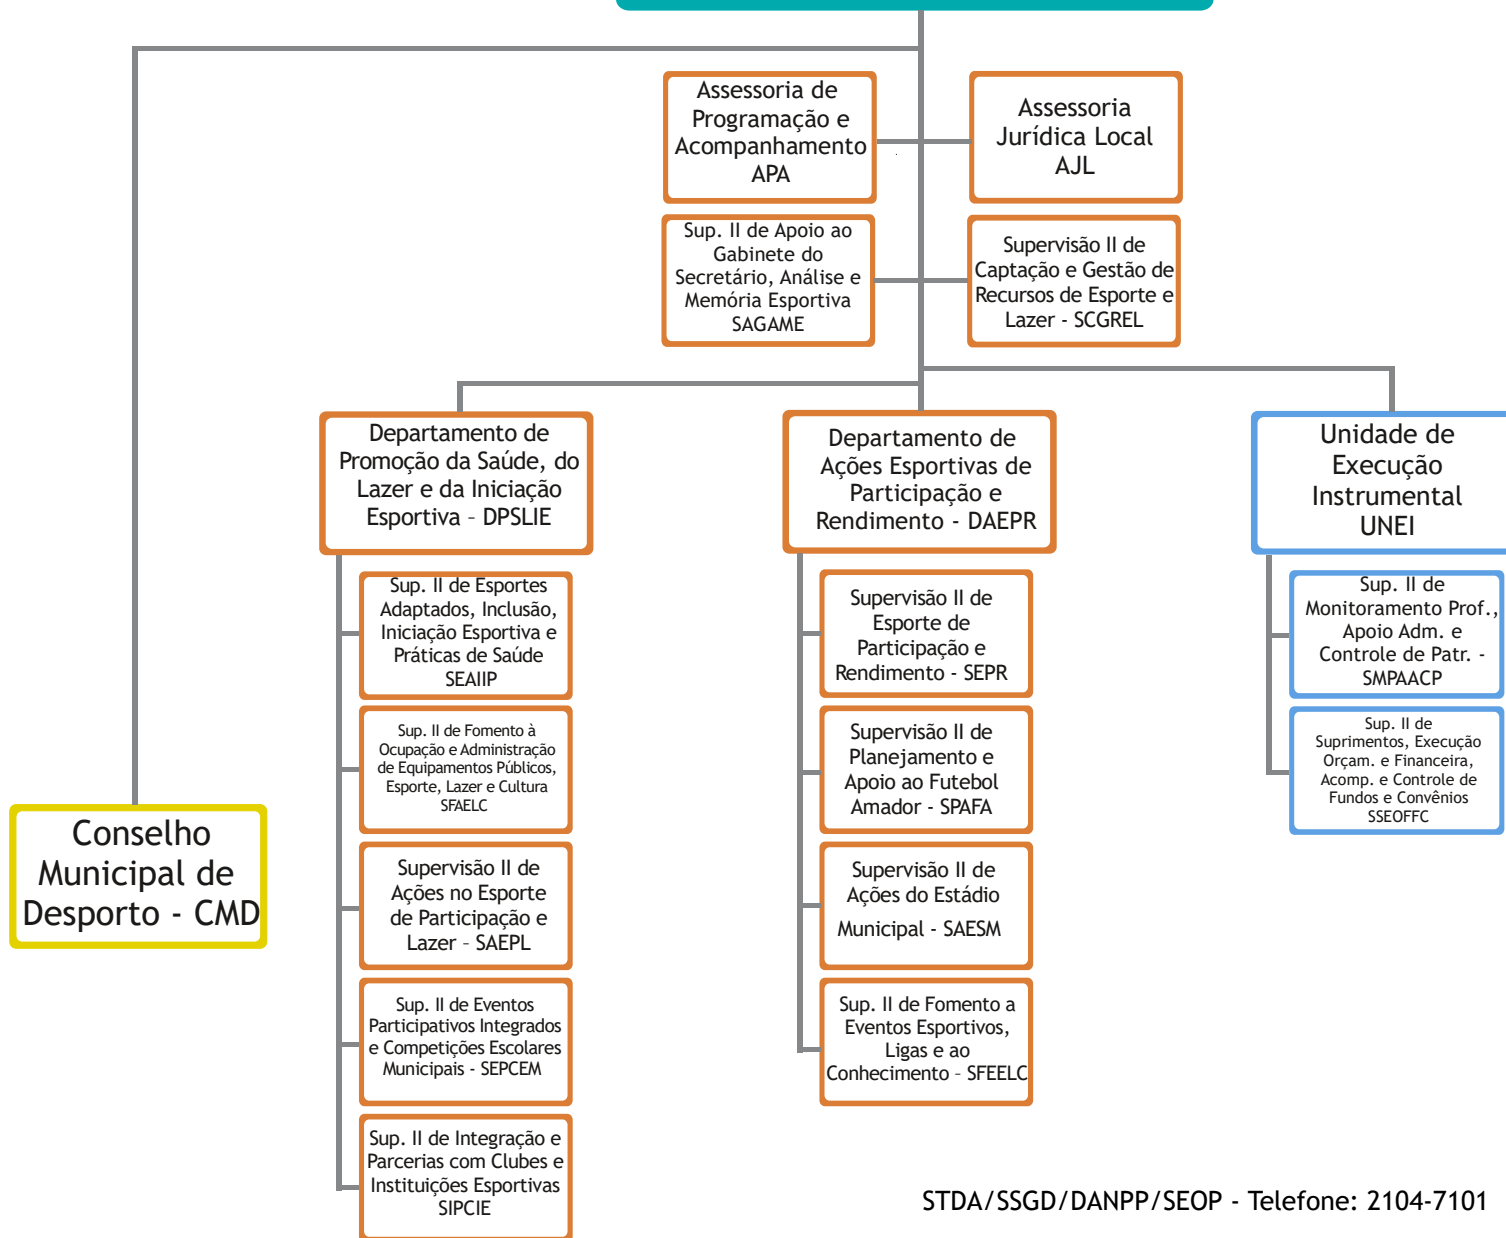 Assessoria de
Programação e
Acompanhamento
APA
Assessoria
Jurídica Local
AJL
Sup. II de Apoio ao
Gabinete do
Secretário, Análise e
Memória Esportiva
SAGAME
Supervisão II de
Captação e Gestão de
Recursos de Esporte e
Lazer - SCGREL
Departamento de
Promoção da Saúde, do
Lazer e da Iniciação
Esportiva – DPSLIE
Departamento de
Ações Esportivas de
Participação e
Rendimento - DAEPR
Unidade de
Execução
Instrumental
UNEI
Sup. II de Esportes
Adaptados, Inclusão,
Iniciação Esportiva e
Práticas de Saúde
SEAIIP
Sup. II de Fomento à
Ocupação e Administração
de Equipamentos Públicos,
Esporte, Lazer e Cultura
SFAELC
Supervisão II de
Ações no Esporte
de Participação e
Lazer – SAEPL
Sup. II de Eventos
Participativos Integrados
e Competições Escolares
Municipais - SEPCEM
Sup. II de Integração e
Parcerias com Clubes e
Instituições Esportivas
SIPCIE
Supervisão II de
Esporte de
Participação e
Rendimento - SEPR
Supervisão II de
Planejamento e
Apoio ao Futebol
Amador - SPAFA
Supervisão II de
Ações do Estádio
Municipal - SAESM
Sup. II de Fomento a
Eventos Esportivos,
Ligas e ao
Conhecimento – SFEELC
Sup. II de
Monitoramento Prof.,
Apoio Adm. e
Controle de Patr. -
SMPAACP
Sup. II de
Suprimentos, Execução
Orçam. e Financeira,
Acomp. e Controle de
Fundos e Convênios
SSEOFFC
Conselho
Municipal de
Desporto - CMD
STDA/SSGD/DANPP/SEOP - Telefone: 2104-7101